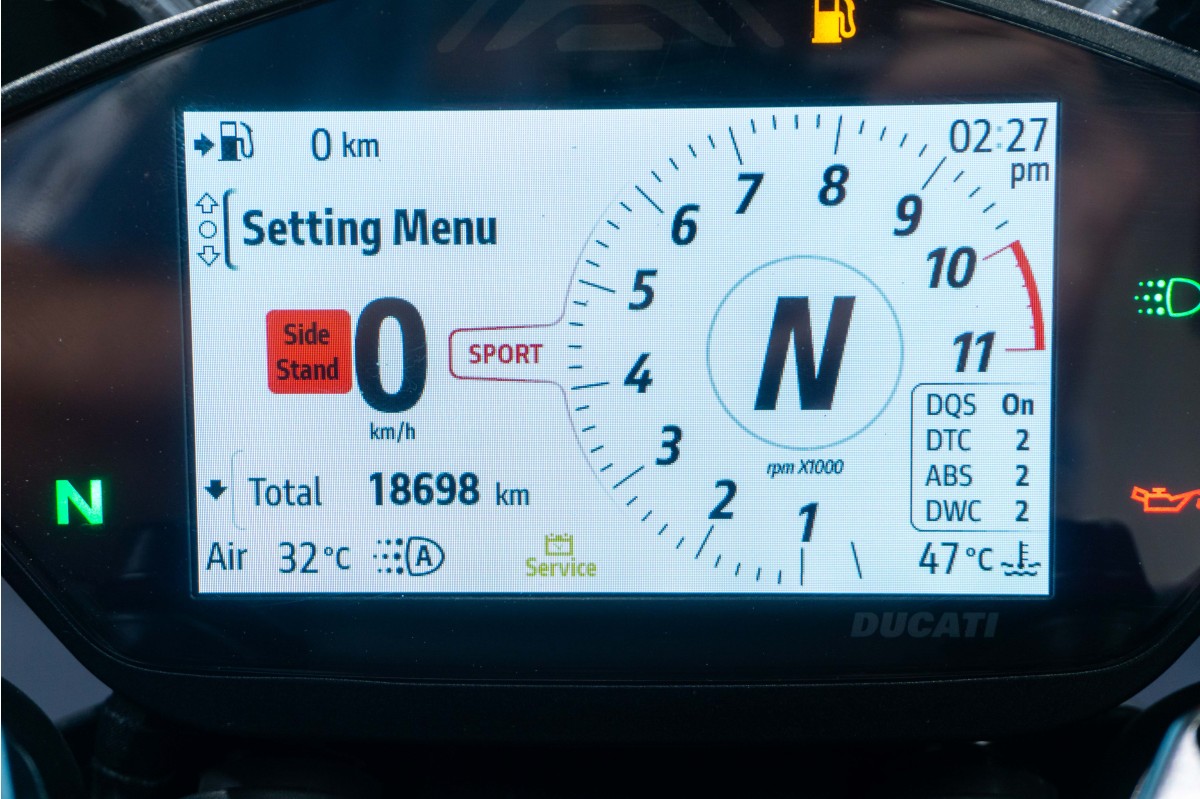 0 km
02:27
pm
Setting Menu
Side
Stand
0
km/h
SPORT
1
2
3
4
5
6
7
8
9
10
11
N
rpm X1000
DQS On
DTC 2
ABS 2
DWC 2
Total 18698 km
N
Air 32°C
A
Service
47°C
DUCATI